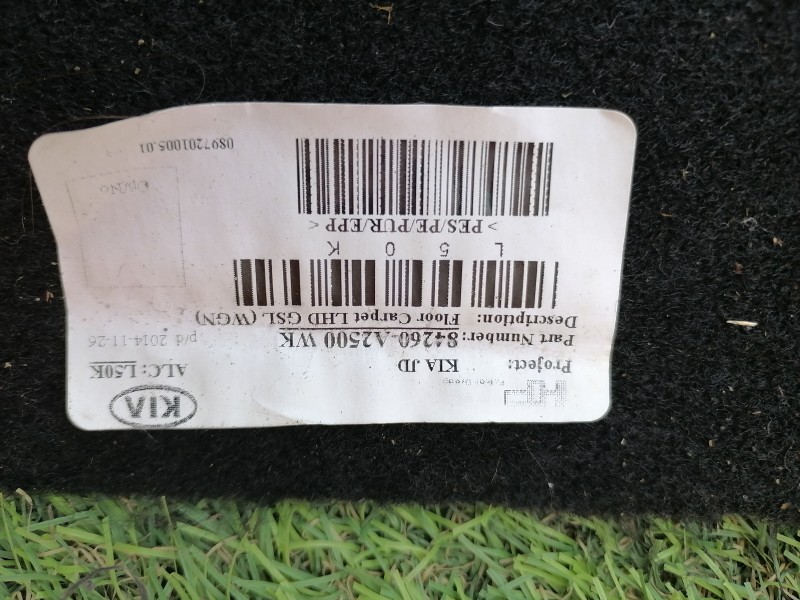 KIA
Project: KIA JD
ALC: L50K
Part Number: 84260-A2500 WK
p/d 2014-11-26
Description: Floor Carpet LHD GSL (WGN)
L 5 0 K
> PES/PE/PUR/EPP <
0897201005.01